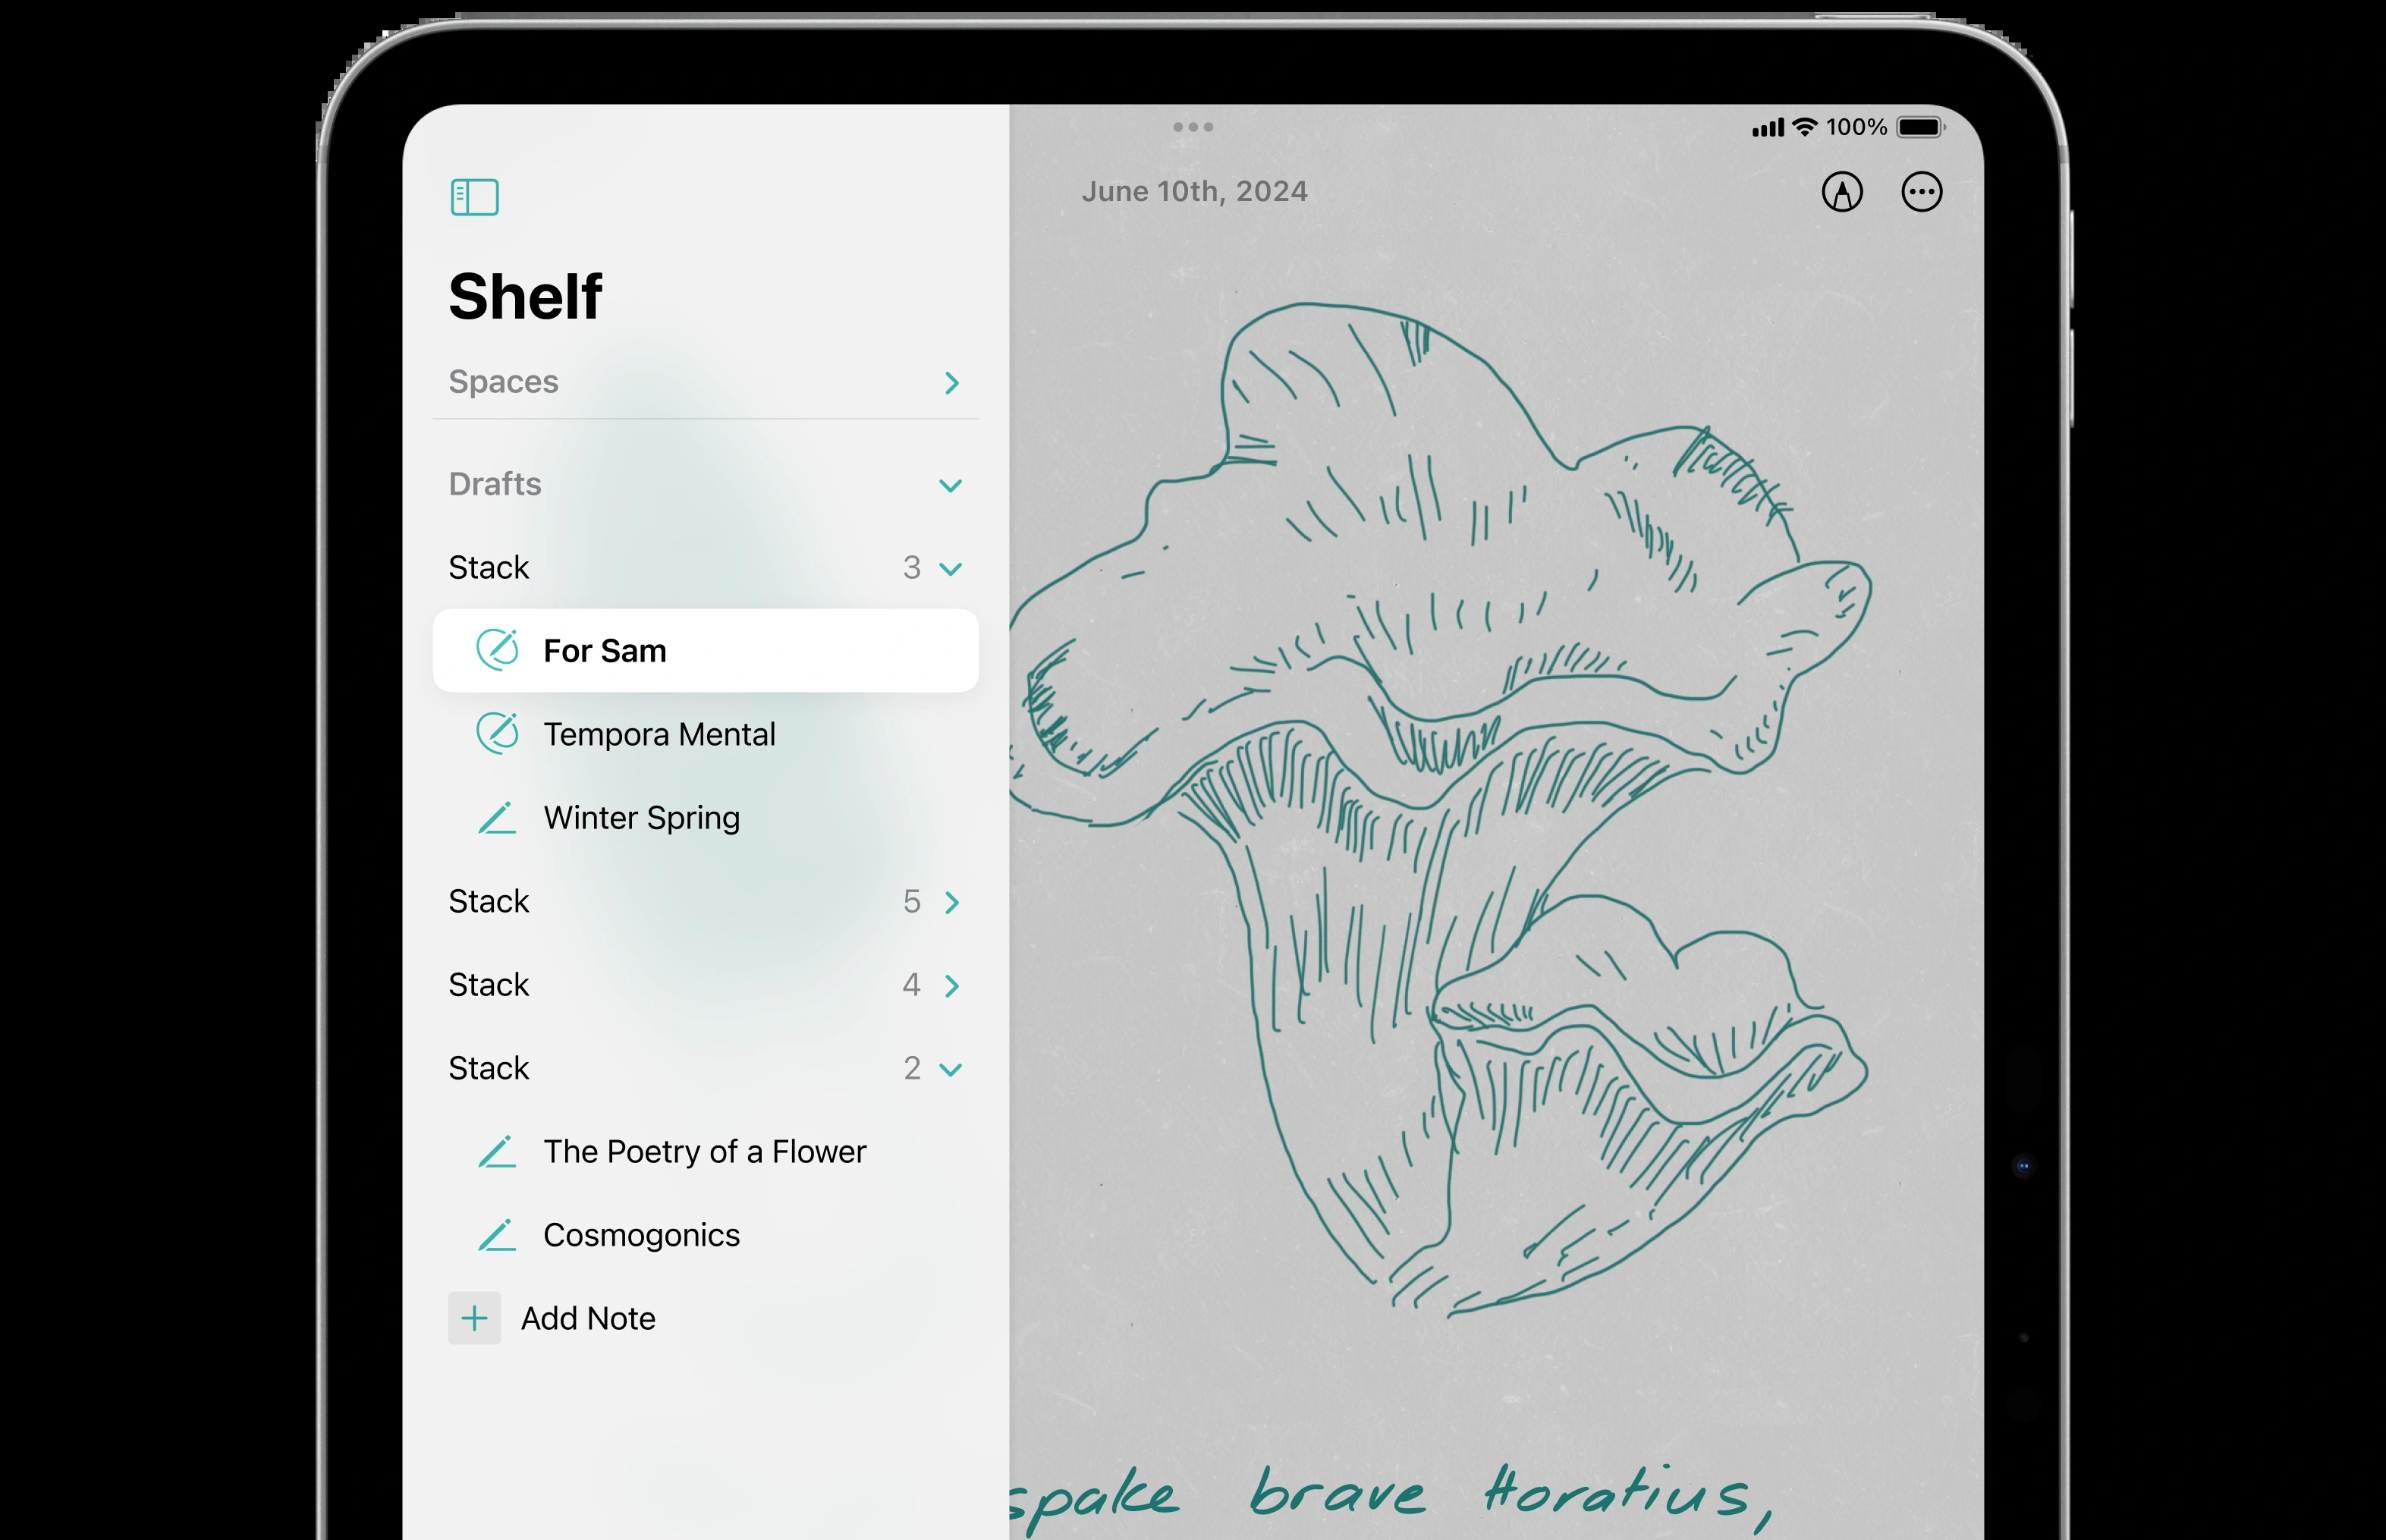 100%
June 10th, 2024
Shelf
Spaces
Drafts
Stack 3
For Sam
Tempora Mental
Winter Spring
Stack 5
Stack 4
Stack 2
The Poetry of a Flower
Cosmogonics
Add Note
spake brave Horatius,